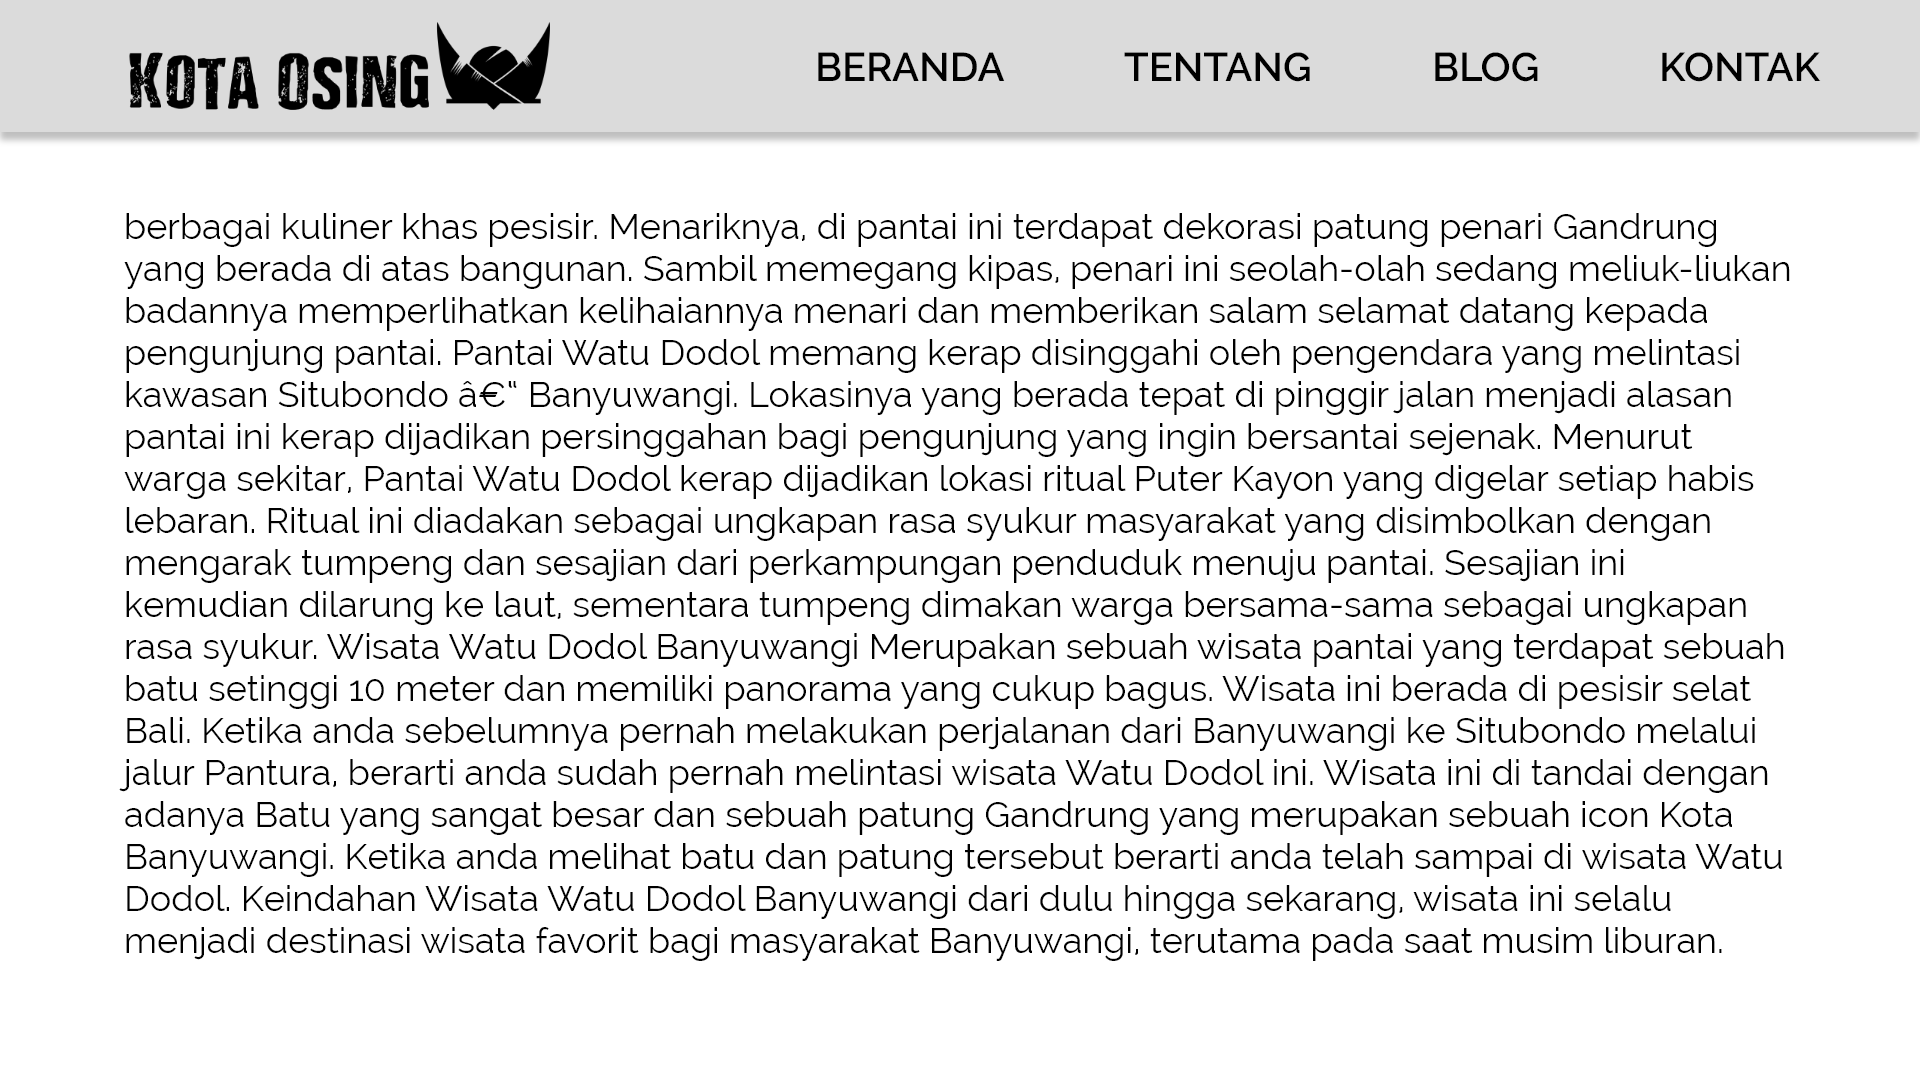 KOTA OSING
BERANDA TENTANG BLOG KONTAK
berbagai kuliner khas pesisir. Menariknya, di pantai ini terdapat dekorasi patung penari Gandrung
yang berada di atas bangunan. Sambil memegang kipas, penari ini seolah-olah sedang meliuk-liukan
badannya memperlihatkan kelihaiannya menari dan memberikan salam selamat datang kepada
pengunjung pantai. Pantai Watu Dodol memang kerap disinggahi oleh pengendara yang melintasi
kawasan Situbondo â€“ Banyuwangi. Lokasinya yang berada tepat di pinggir jalan menjadi alasan
pantai ini kerap dijadikan persinggahan bagi pengunjung yang ingin bersantai sejenak. Menurut
warga sekitar, Pantai Watu Dodol kerap dijadikan lokasi ritual Puter Kayon yang digelar setiap habis
lebaran. Ritual ini diadakan sebagai ungkapan rasa syukur masyarakat yang disimbolkan dengan
mengarak tumpeng dan sesajian dari perkampungan penduduk menuju pantai. Sesajian ini
kemudian dilarung ke laut, sementara tumpeng dimakan warga bersama-sama sebagai ungkapan
rasa syukur. Wisata Watu Dodol Banyuwangi Merupakan sebuah wisata pantai yang terdapat sebuah
batu setinggi 10 meter dan memiliki panorama yang cukup bagus. Wisata ini berada di pesisir selat
Bali. Ketika anda sebelumnya pernah melakukan perjalanan dari Banyuwangi ke Situbondo melalui
jalur Pantura, berarti anda sudah pernah melintasi wisata Watu Dodol ini. Wisata ini di tandai dengan
adanya Batu yang sangat besar dan sebuah patung Gandrung yang merupakan sebuah icon Kota
Banyuwangi. Ketika anda melihat batu dan patung tersebut berarti anda telah sampai di wisata Watu
Dodol. Keindahan Wisata Watu Dodol Banyuwangi dari dulu hingga sekarang, wisata ini selalu
menjadi destinasi wisata favorit bagi masyarakat Banyuwangi, terutama pada saat musim liburan.